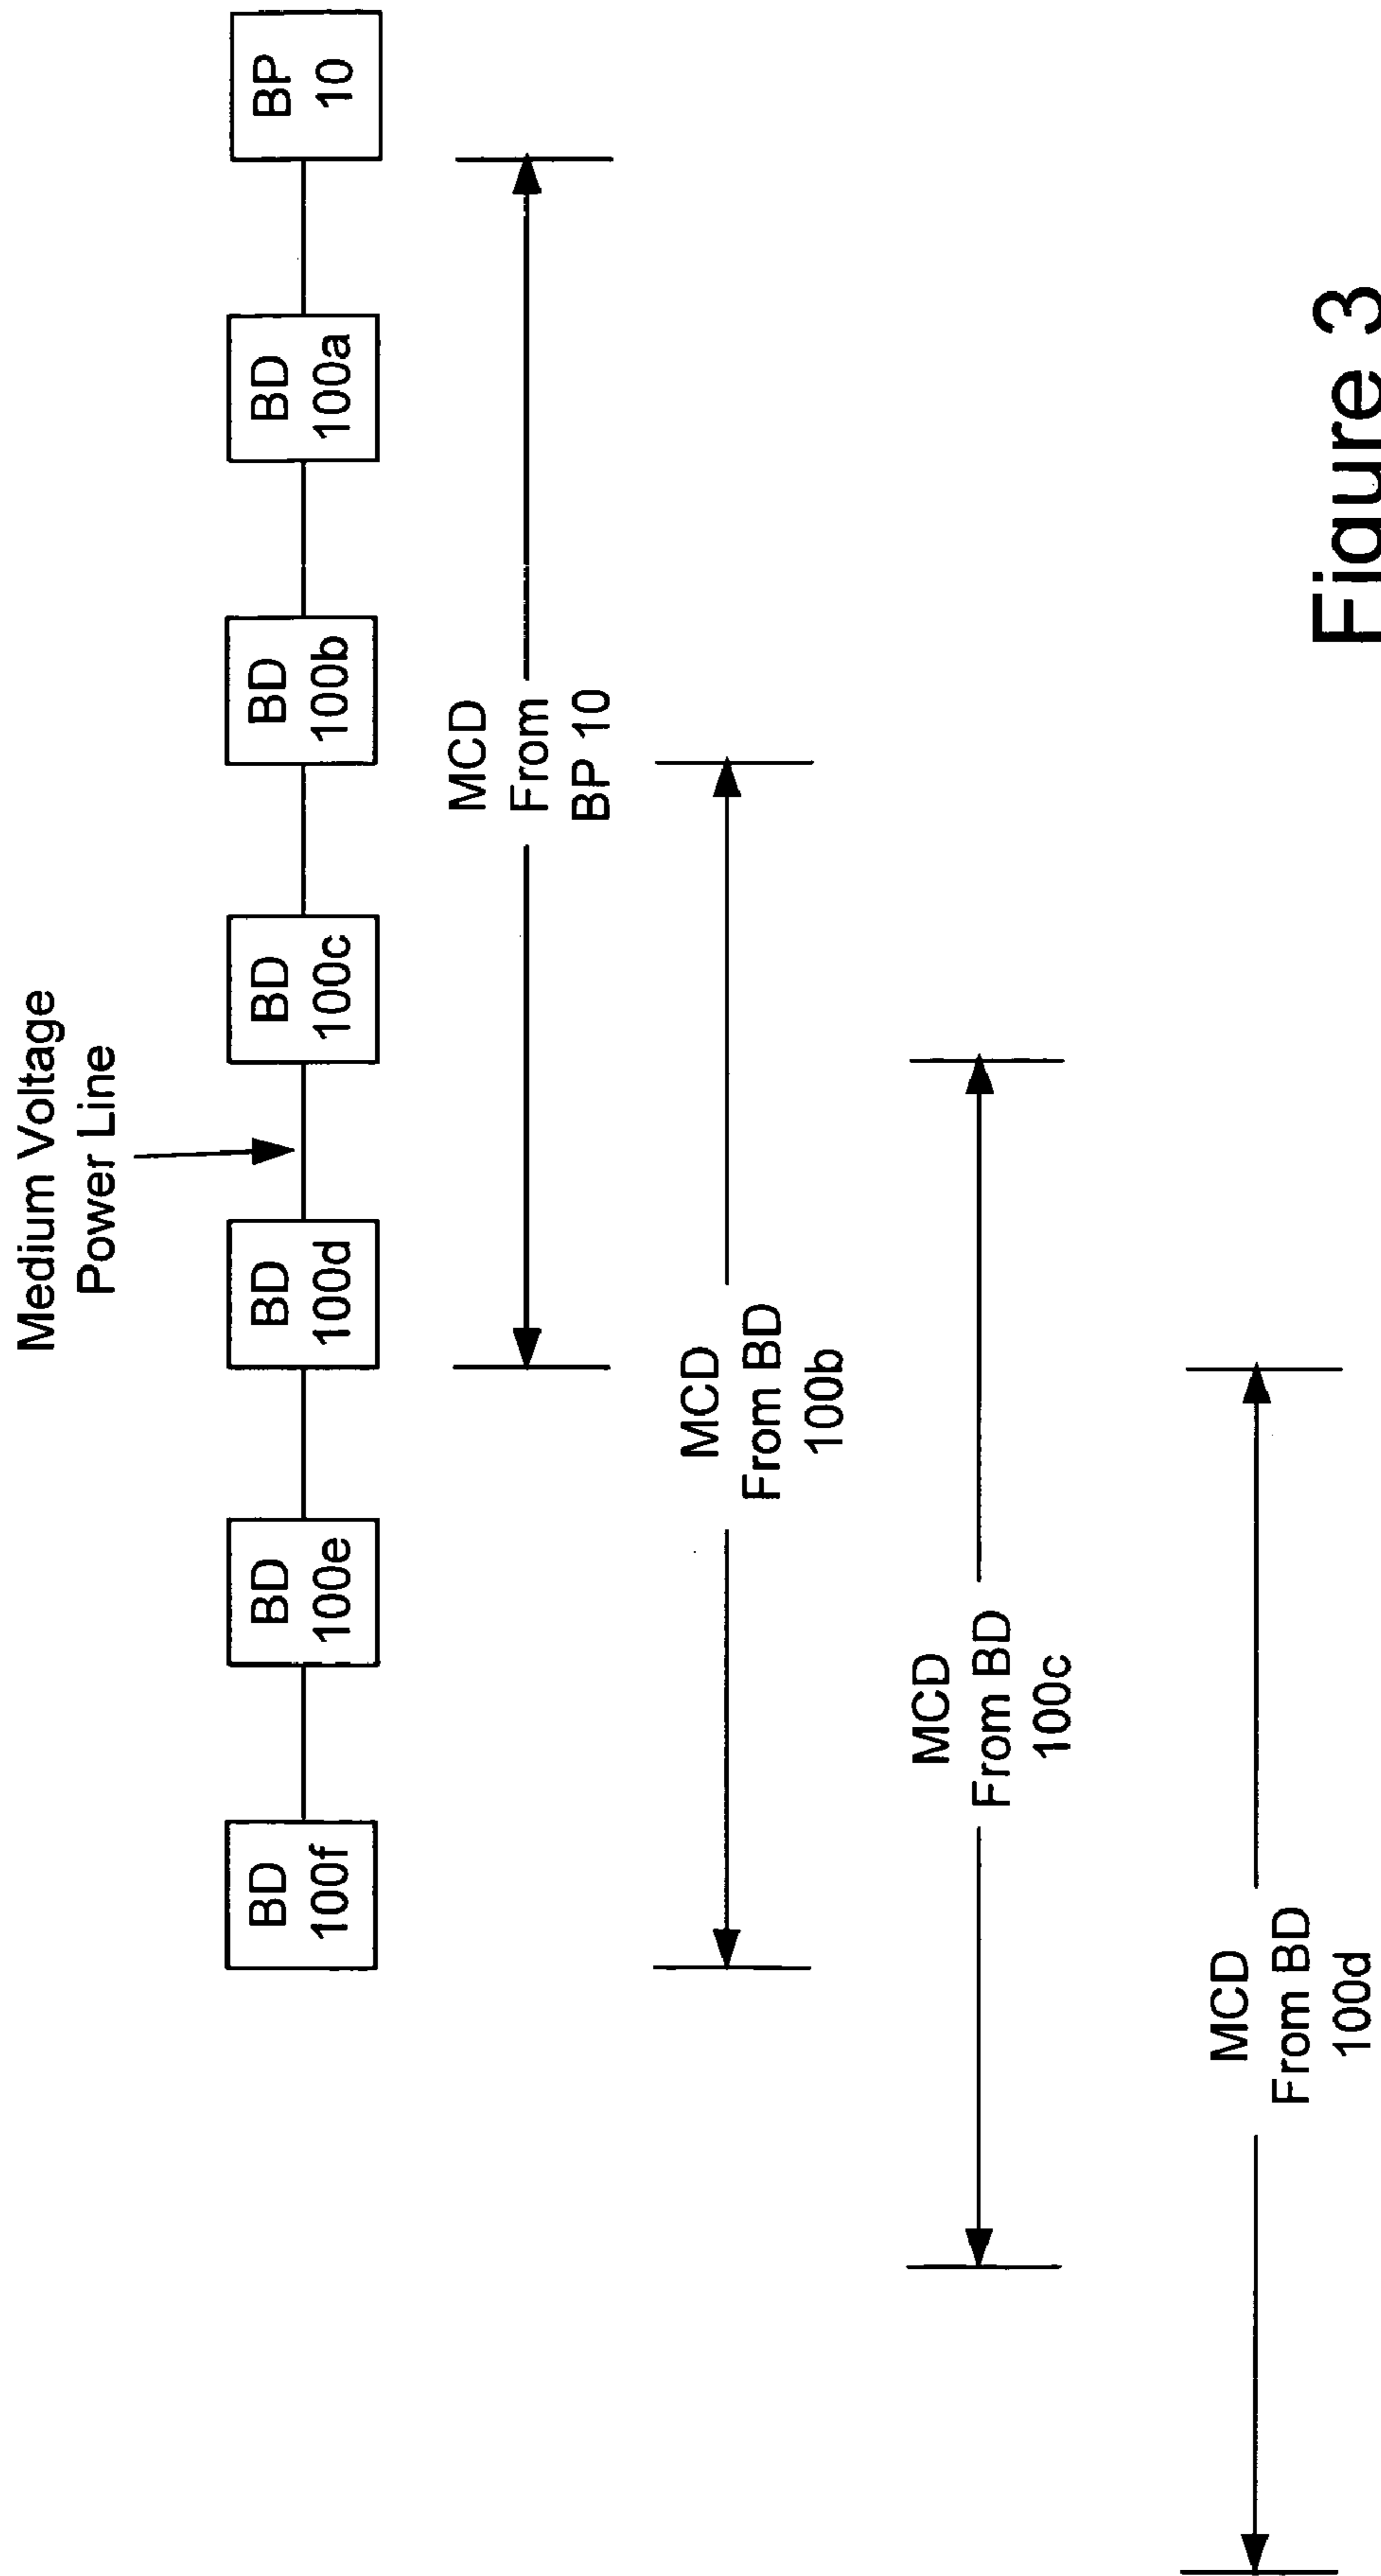 Medium Voltage
Power Line
BD
100f
BD
100e
BD
100d
BD
100c
BD
100b
BD
100a
BP
10
MCD
From
BP 10
MCD
From BD
100b
MCD
From BD
100c
MCD
From BD
100d
Figure 3